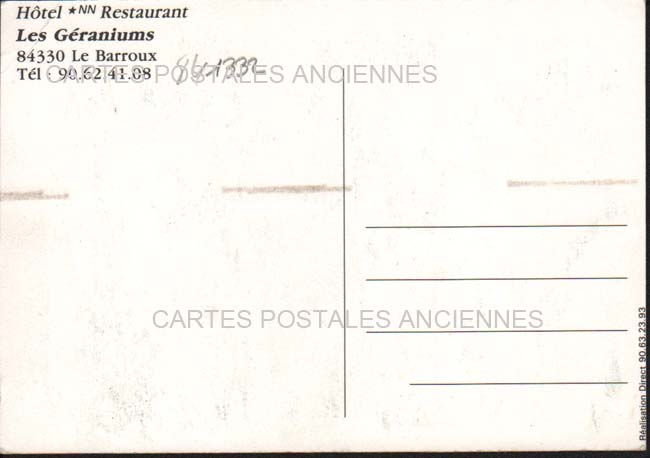 Hôtel ★NN Restaurant
Les Géraniums
84330 Le Barroux
Tél : 90.62.41.08
CARTES POSTALES ANCIENNES
CARTES POSTALES ANCIENNES
Réalisation Direct 90.63.23.93